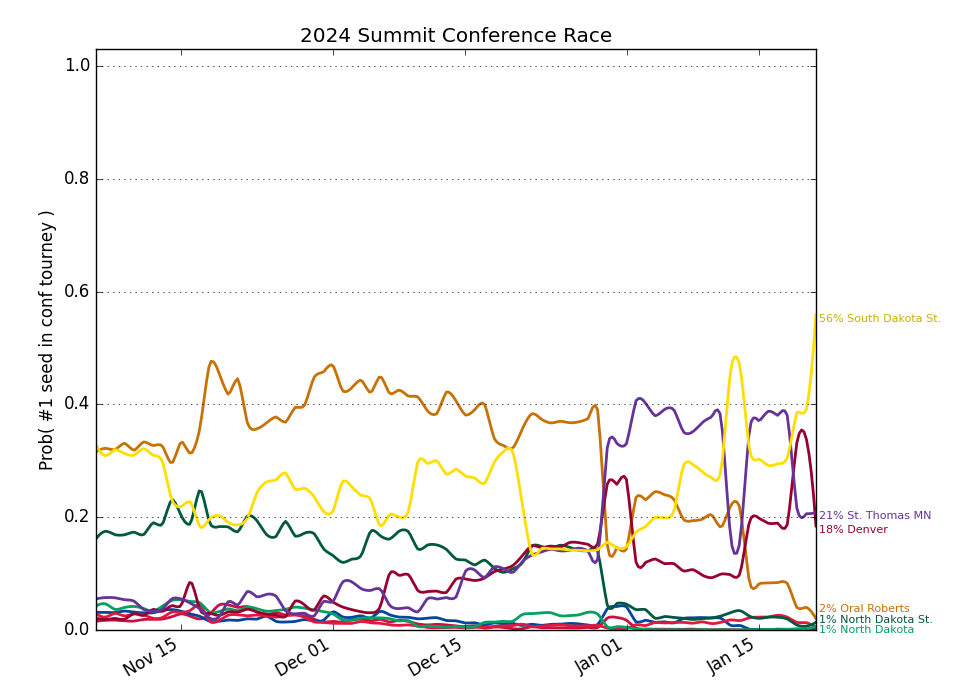 2024 Summit Conference Race
Prob( #1 seed in conf tourney )
1.0
0.8
0.6
0.4
0.2
0.0
56% South Dakota St.
21% St. Thomas MN
18% Denver
2% Oral Roberts
1% North Dakota St.
1% North Dakota
Nov 15
Dec 01
Dec 15
Jan 01
Jan 15